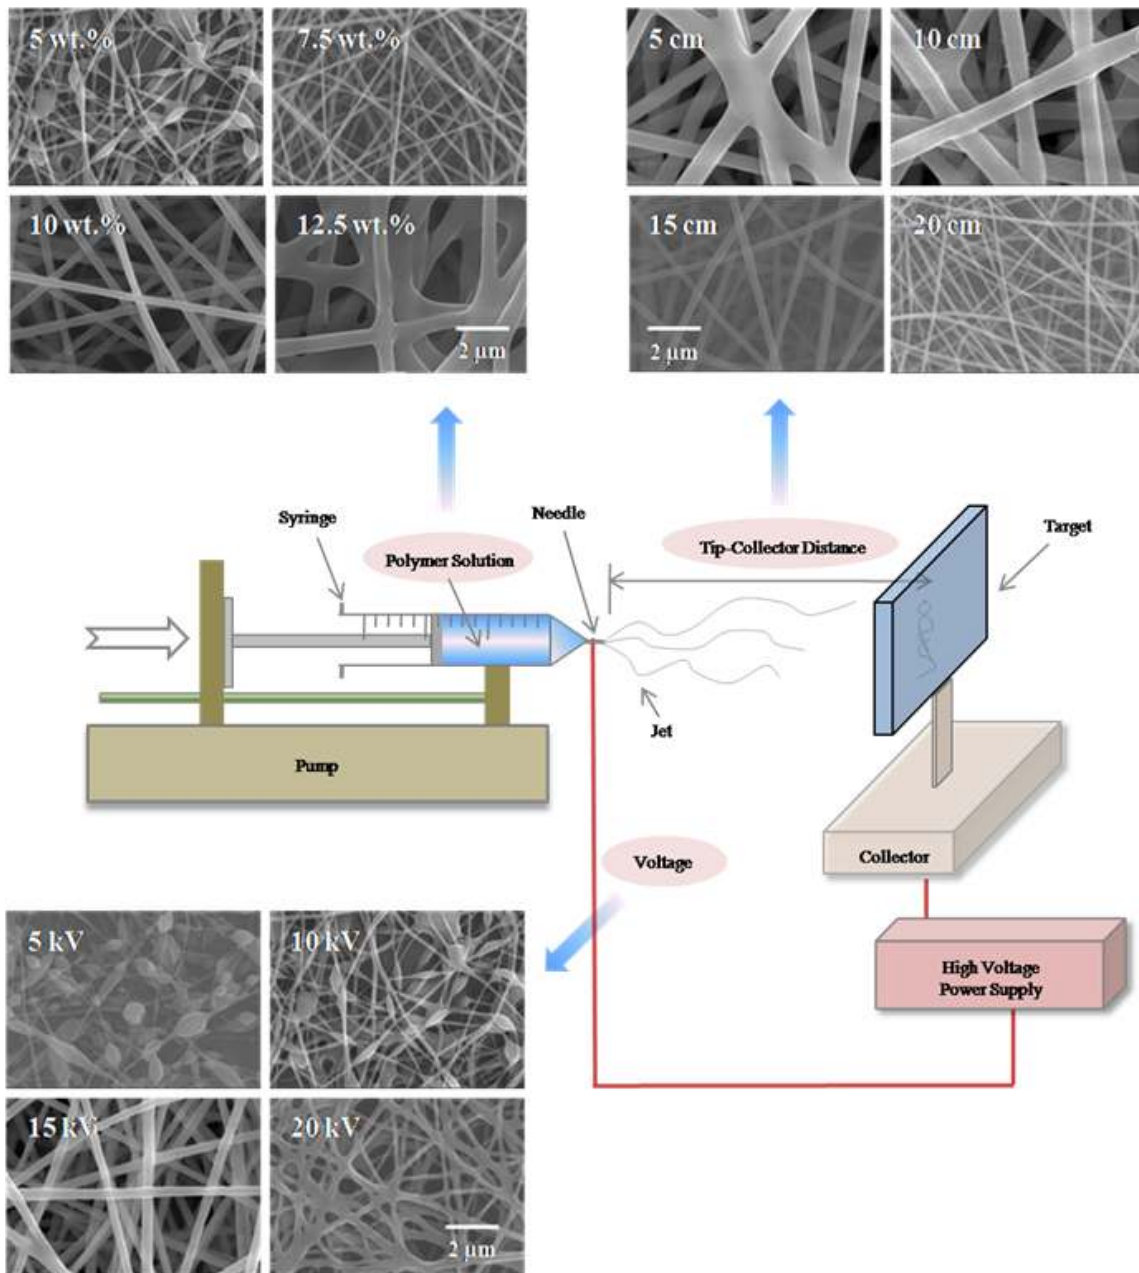 5 wt.%
7.5 wt.%
10 wt.%
12.5 wt.%
2 μm
5 cm
10 cm
15 cm
20 cm
2 μm
Syringe
Needle
Polymer Solution
Tip-Collector Distance
Target
Jet
Pump
Voltage
Collector
High Voltage
Power Supply
5 kV
10 kV
15 kV
20 kV
2 μm